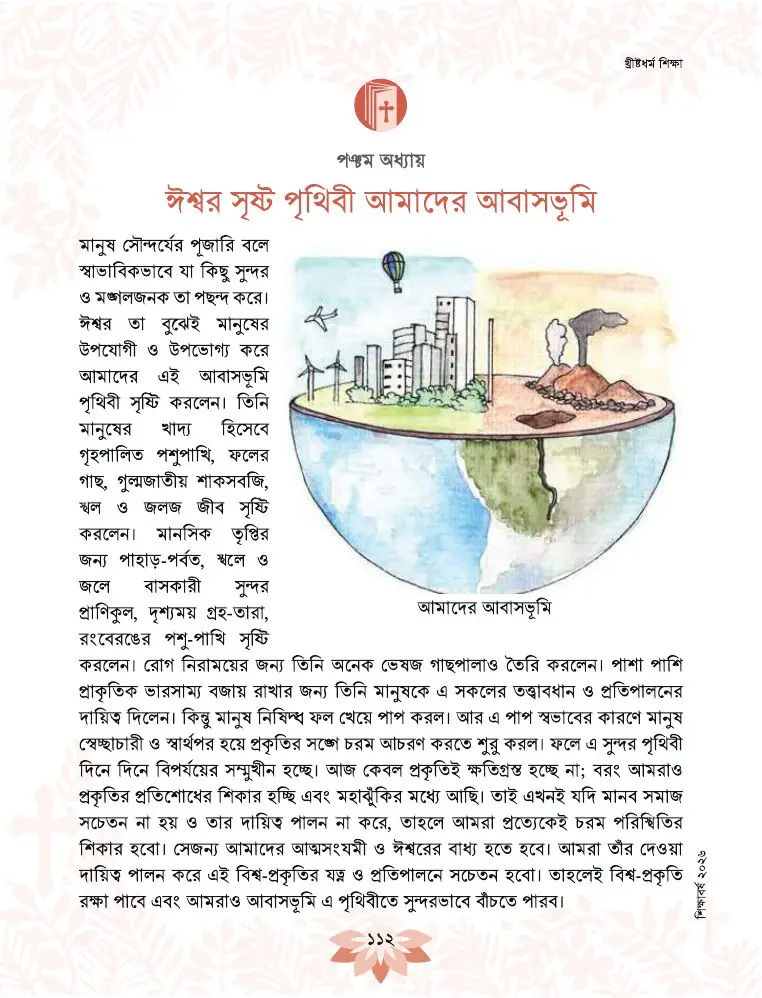 খ্রীষ্টধর্ম শিক্ষা
পঞ্চম অধ্যায়
ঈশ্বর সৃষ্ট পৃথিবী আমাদের আবাসভূমি
মানুষ সৌন্দর্যের পূজারি বলে
স্বাভাবিকভাবে যা কিছু সুন্দর
ও মঙ্গলজনক তা পছন্দ করে।
ঈশ্বর তা বুঝেই মানুষের
উপযোগী ও উপভোগ্য করে
আমাদের এই আবাসভূমি
পৃথিবী সৃষ্টি করলেন। তিনি
মানুষের খাদ্য হিসেবে
গৃহপালিত পশুপাখি, ফলের
গাছ, গুল্মজাতীয় শাকসবজি,
স্থল ও জলজ জীব সৃষ্টি
করলেন। মানসিক তৃপ্তির
জন্য পাহাড়-পর্বত, স্থলে ও
জলে বাসকারী সুন্দর
প্রাণিকুল, দৃশ্যময় গ্রহ-তারা,
রংবেরঙের পশু-পাখি সৃষ্টি
আমাদের আবাসভূমি
করলেন। রোগ নিরাময়ের জন্য তিনি অনেক ভেষজ গাছপালাও তৈরি করলেন। পাশা পাশি
প্রাকৃতিক ভারসাম্য বজায় রাখার জন্য তিনি মানুষকে এ সকলের তত্ত্বাবধান ও প্রতিপালনের
দায়িত্ব দিলেন। কিন্তু মানুষ নিষিদ্ধ ফল খেয়ে পাপ করল। আর এ পাপ স্বভাবের কারণে মানুষ
স্বেচ্ছাচারী ও স্বার্থপর হয়ে প্রকৃতির সঙ্গে চরম আচরণ করতে শুরু করল। ফলে এ সুন্দর পৃথিবী
দিনে দিনে বিপর্যয়ের সম্মুখীন হচ্ছে। আজ কেবল প্রকৃতিই ক্ষতিগ্রস্ত হচ্ছে না; বরং আমরাও
প্রকৃতির প্রতিশোধের শিকার হচ্ছি এবং মহাঝুঁকির মধ্যে আছি। তাই এখনই যদি মানব সমাজ
সচেতন না হয় ও তার দায়িত্ব পালন না করে, তাহলে আমরা প্রত্যেকেই চরম পরিস্থিতির
শিকার হবো। সেজন্য আমাদের আত্মসংযমী ও ঈশ্বরের বাধ্য হতে হবে। আমরা তাঁর দেওয়া
দায়িত্ব পালন করে এই বিশ্ব-প্রকৃতির যত্ন ও প্রতিপালনে সচেতন হবো। তাহলেই বিশ্ব-প্রকৃতি
রক্ষা পাবে এবং আমরাও আবাসভূমি এ পৃথিবীতে সুন্দরভাবে বাঁচতে পারব।
শিক্ষাবর্ষ ২০২৬
১১২